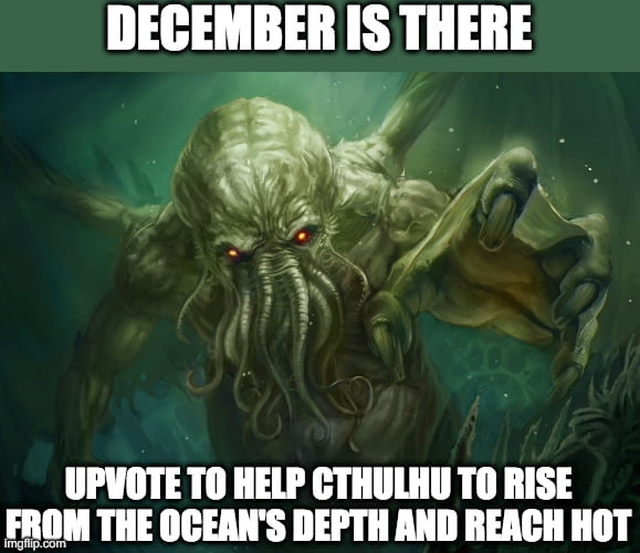 DECEMBER IS THERE
UPVOTE TO HELP CTHULHU TO RISE
FROM THE OCEAN'S DEPTH AND REACH HOT
imgflip.com